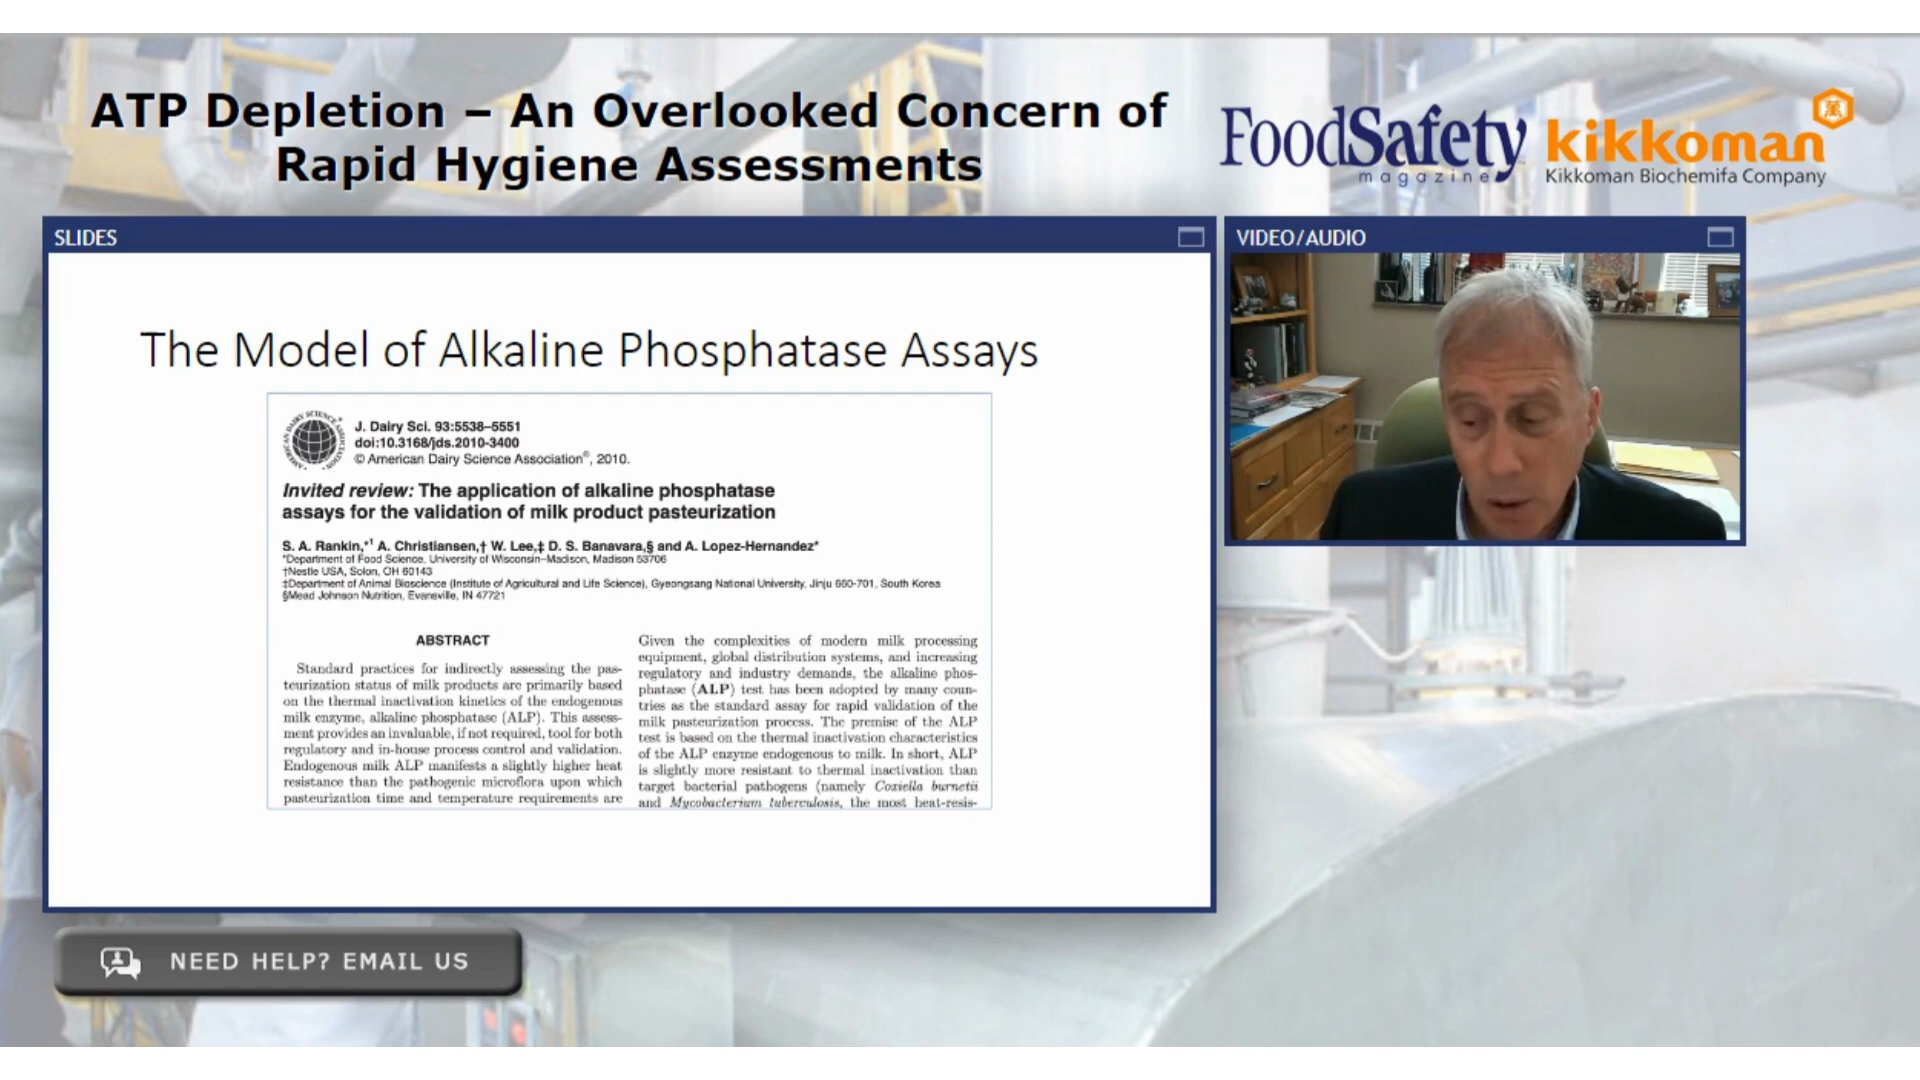 ATP Depletion – An Overlooked Concern of
Rapid Hygiene Assessments
FoodSafety
magazine
kikkoman
Kikkoman Biochemifa Company
SLIDES
VIDEO/AUDIO
The Model of Alkaline Phosphatase Assays
J. Dairy Sci. 93:5538–5551
doi:10.3168/jds.2010-3400
© American Dairy Science Association®, 2010.
Invited review: The application of alkaline phosphatase
assays for the validation of milk product pasteurization
S. A. Rankin,*¹ A. Christiansen,† W. Lee,‡ D. S. Banavara,§ and A. Lopez-Hernandez*
*Department of Food Science, University of Wisconsin–Madison, Madison 53706
†Nestle USA, Solon, OH 60143
‡Department of Animal Bioscience (Institute of Agricultural and Life Science), Gyeongsang National University, Jinju 660-701, South Korea
§Mead Johnson Nutrition, Evansville, IN 47721
ABSTRACT
Standard practices for indirectly assessing the pas-
teurization status of milk products are primarily based
on the thermal inactivation kinetics of the endogenous
milk enzyme, alkaline phosphatase (ALP). This assess-
ment provides an invaluable, if not required, tool for both
regulatory and in-house process control and validation.
Endogenous milk ALP manifests a slightly higher heat
resistance than the pathogenic microflora upon which
pasteurization time and temperature requirements are
Given the complexities of modern milk processing
equipment, global distribution systems, and increasing
regulatory and industry demands, the alkaline phos-
phatase (ALP) test has been adopted by many coun-
tries as the standard assay for rapid validation of the
milk pasteurization process. The premise of the ALP
test is based on the thermal inactivation characteristics
of the ALP enzyme endogenous to milk. In short, ALP
is slightly more resistant to thermal inactivation than
target bacterial pathogens (namely Coxiella burnetii
and Mycobacterium tuberculosis, the most heat-resis-
NEED HELP? EMAIL US